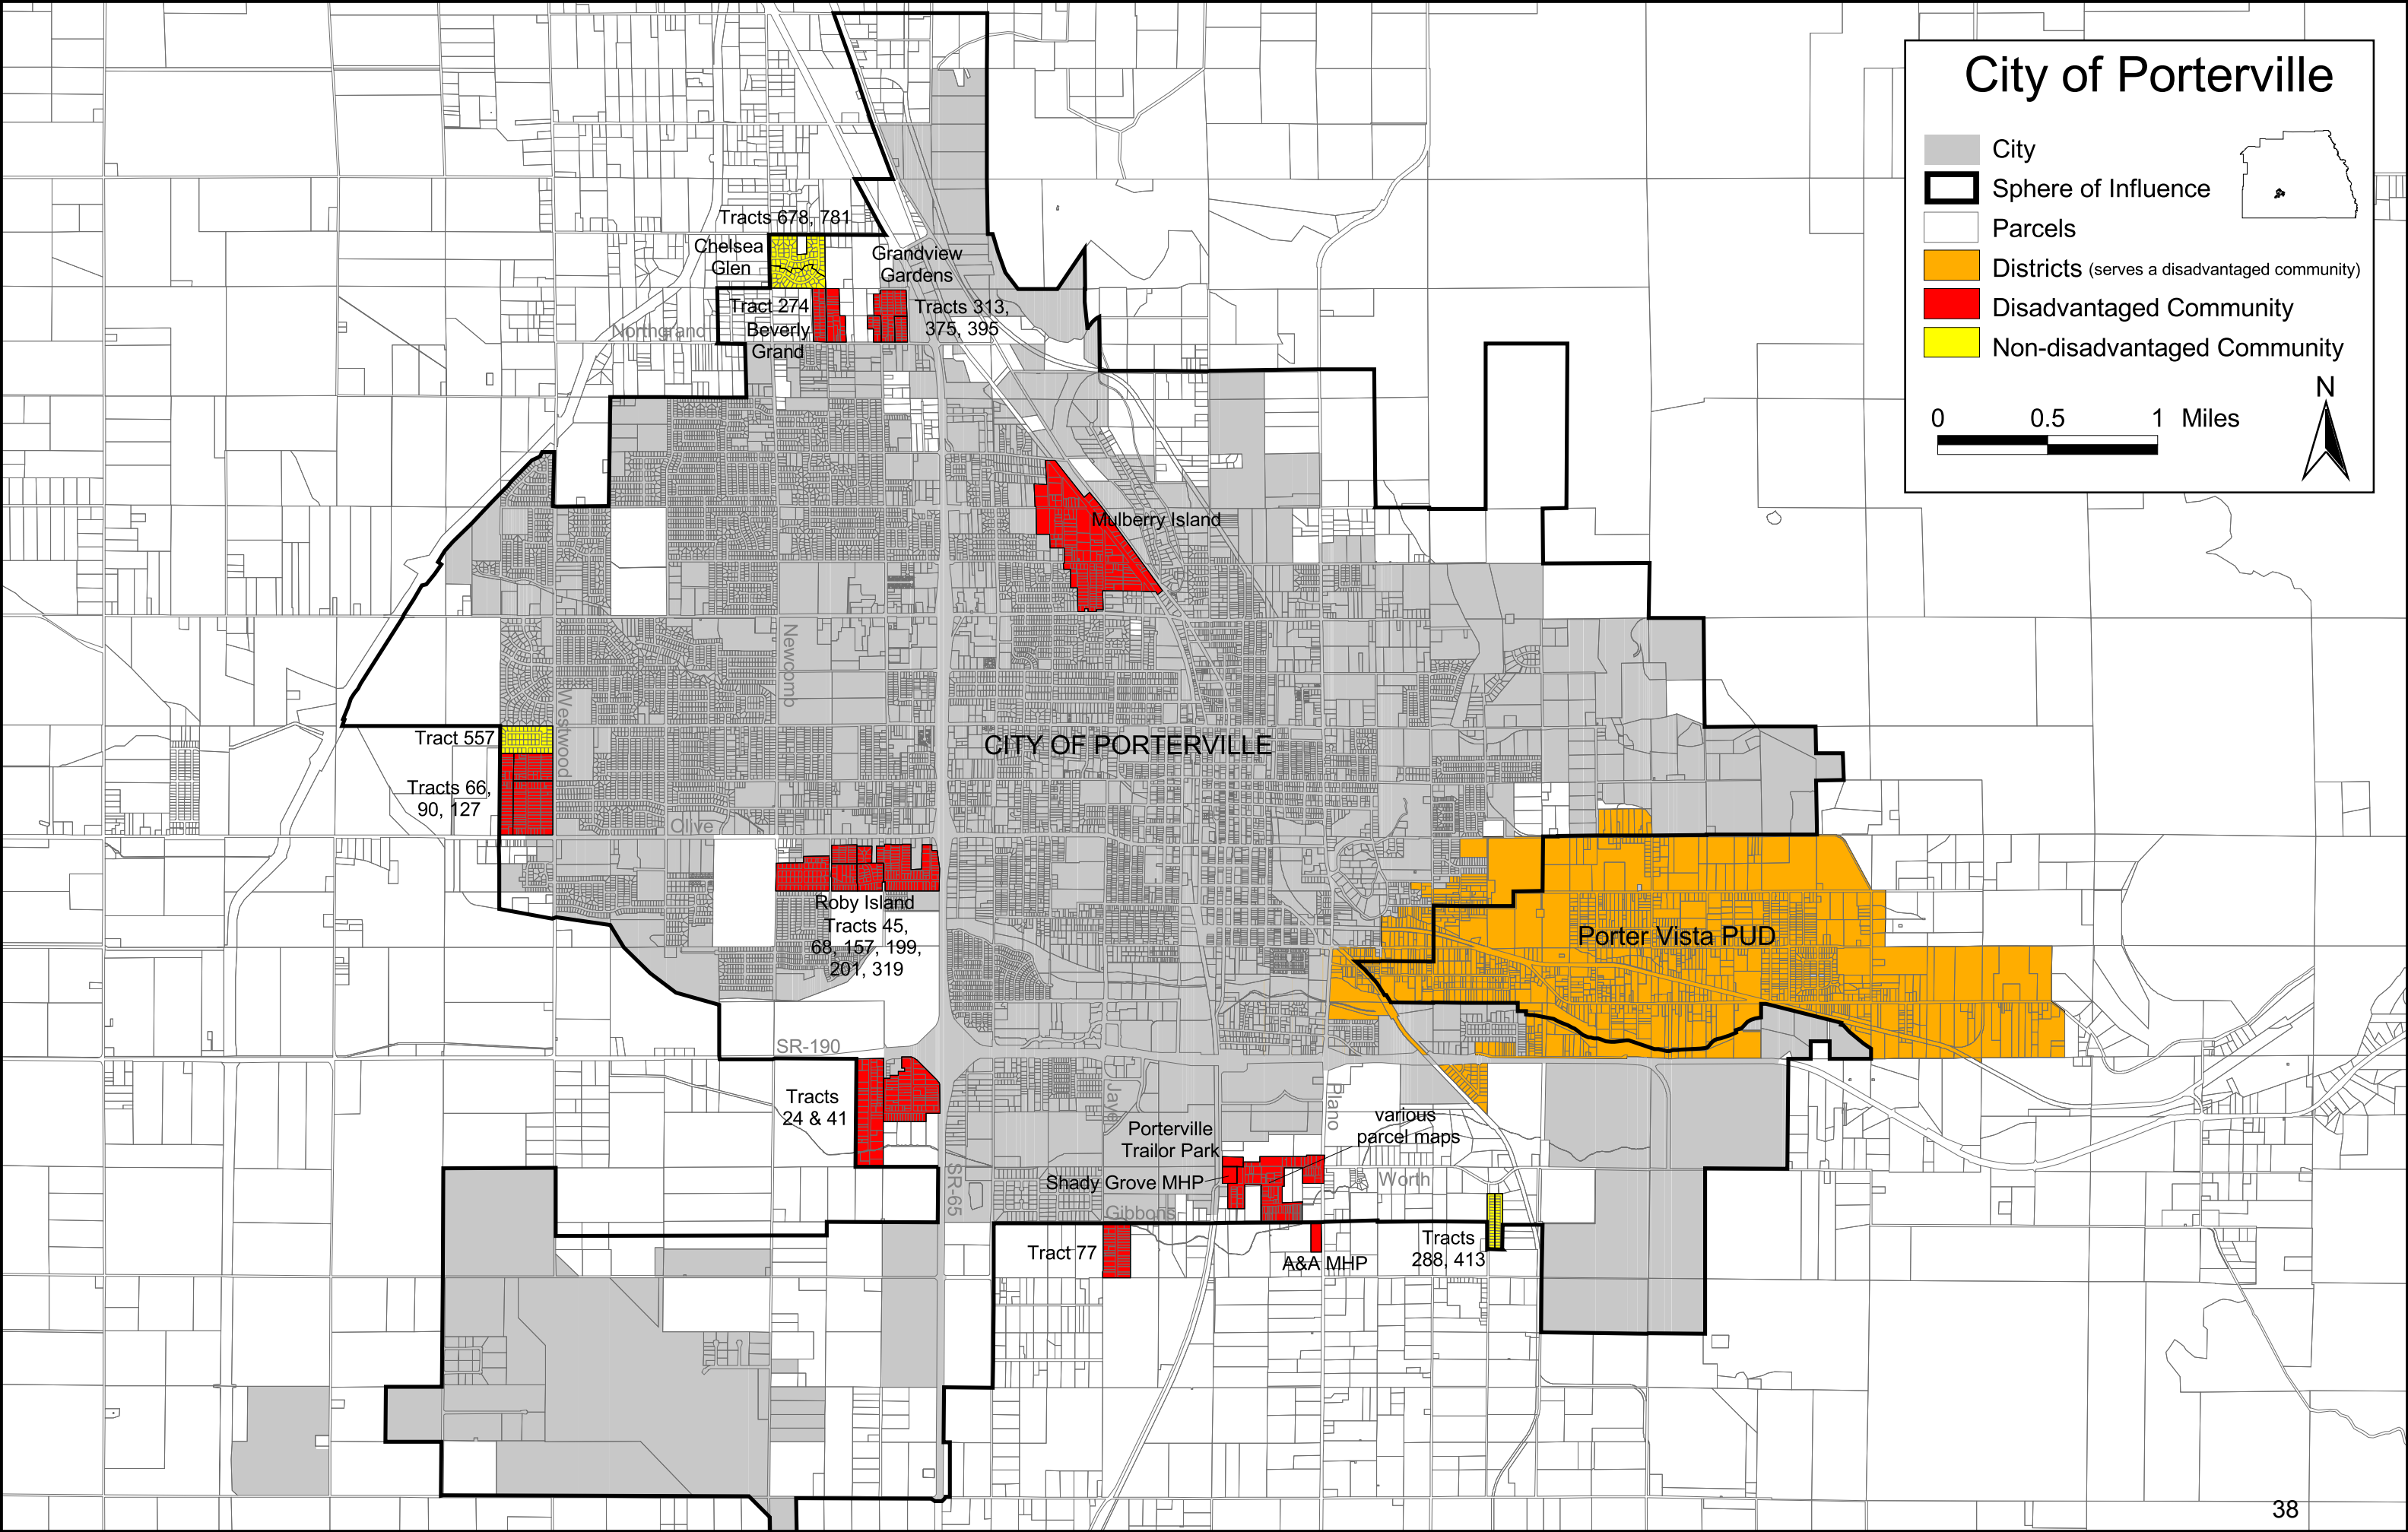 City of Porterville
City
Sphere of Influence
Parcels
Districts (serves a disadvantaged community)
Disadvantaged Community
Non-disadvantaged Community
N
0 0.5 1 Miles
Tracts 678, 781
Chelsea
Glen
Grandview
Gardens
Tract 274
Tracts 313,
375, 395
Northgrand
Beverly
Grand
Mulberry Island
Newcomb
Westwood
Tract 557
CITY OF PORTERVILLE
Tracts 66,
90, 127
Olive
Roby Island
Tracts 45,
68, 157, 199,
201, 319
Porter Vista PUD
SR-190
Tracts
24 & 41
Jaye
Plano
various
parcel maps
Porterville
Trailor Park
Shady Grove MHP
Worth
SR-65
Gibbons
Tract 77
A&A MHP
Tracts
288, 413
38